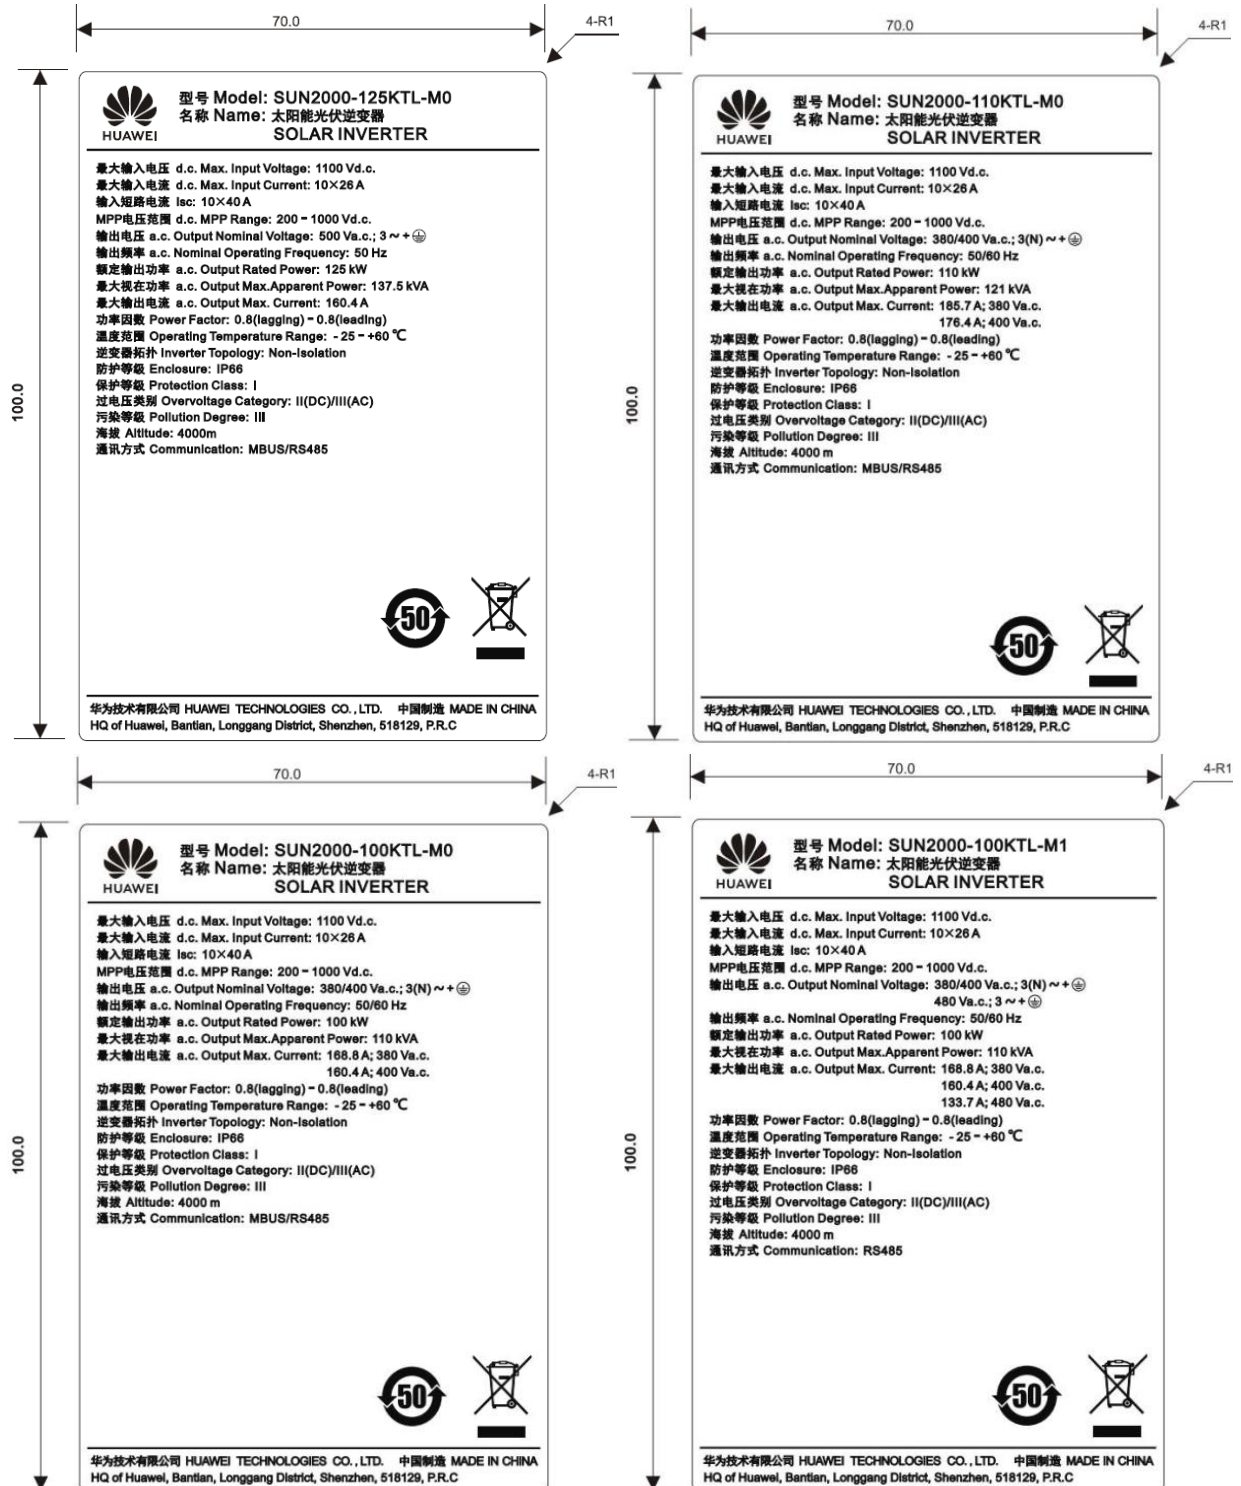 70.0
4-R1
100.0
HUAWEI
型号 Model: SUN2000-125KTL-M0
名称 Name: 太阳能光伏逆变器
SOLAR INVERTER
最大输入电压 d.c. Max. Input Voltage: 1100 Vd.c.
最大输入电流 d.c. Max. Input Current: 10×26 A
输入短路电流 Isc: 10×40 A
MPP电压范围 d.c. MPP Range: 200 - 1000 Vd.c.
输出电压 a.c. Output Nominal Voltage: 500 Va.c.; 3 ~ + ⏚
输出频率 a.c. Nominal Operating Frequency: 50 Hz
额定输出功率 a.c. Output Rated Power: 125 kW
最大视在功率 a.c. Output Max.Apparent Power: 137.5 kVA
最大输出电流 a.c. Output Max. Current: 160.4 A
功率因数 Power Factor: 0.8(lagging) - 0.8(leading)
温度范围 Operating Temperature Range: - 25 - +60 ℃
逆变器拓扑 Inverter Topology: Non-Isolation
防护等级 Enclosure: IP66
保护等级 Protection Class: I
过电压类别 Overvoltage Category: II(DC)/III(AC)
污染等级 Pollution Degree: III
海拔 Altitude: 4000m
通讯方式 Communication: MBUS/RS485
50
华为技术有限公司 HUAWEI TECHNOLOGIES CO., LTD. 中国制造 MADE IN CHINA
HQ of Huawei, Bantian, Longgang District, Shenzhen, 518129, P.R.C
70.0
4-R1
100.0
HUAWEI
型号 Model: SUN2000-110KTL-M0
名称 Name: 太阳能光伏逆变器
SOLAR INVERTER
最大输入电压 d.c. Max. Input Voltage: 1100 Vd.c.
最大输入电流 d.c. Max. Input Current: 10×26 A
输入短路电流 Isc: 10×40 A
MPP电压范围 d.c. MPP Range: 200 - 1000 Vd.c.
输出电压 a.c. Output Nominal Voltage: 380/400 Va.c.; 3(N) ~ + ⏚
输出频率 a.c. Nominal Operating Frequency: 50/60 Hz
额定输出功率 a.c. Output Rated Power: 110 kW
最大视在功率 a.c. Output Max.Apparent Power: 121 kVA
最大输出电流 a.c. Output Max. Current: 185.7 A; 380 Va.c.
176.4 A; 400 Va.c.
功率因数 Power Factor: 0.8(lagging) - 0.8(leading)
温度范围 Operating Temperature Range: - 25 - +60 ℃
逆变器拓扑 Inverter Topology: Non-Isolation
防护等级 Enclosure: IP66
保护等级 Protection Class: I
过电压类别 Overvoltage Category: II(DC)/III(AC)
污染等级 Pollution Degree: III
海拔 Altitude: 4000 m
通讯方式 Communication: MBUS/RS485
50
华为技术有限公司 HUAWEI TECHNOLOGIES CO., LTD. 中国制造 MADE IN CHINA
HQ of Huawei, Bantian, Longgang District, Shenzhen, 518129, P.R.C
70.0
4-R1
100.0
HUAWEI
型号 Model: SUN2000-100KTL-M0
名称 Name: 太阳能光伏逆变器
SOLAR INVERTER
最大输入电压 d.c. Max. Input Voltage: 1100 Vd.c.
最大输入电流 d.c. Max. Input Current: 10×26 A
输入短路电流 Isc: 10×40 A
MPP电压范围 d.c. MPP Range: 200 - 1000 Vd.c.
输出电压 a.c. Output Nominal Voltage: 380/400 Va.c.; 3(N) ~ + ⏚
输出频率 a.c. Nominal Operating Frequency: 50/60 Hz
额定输出功率 a.c. Output Rated Power: 100 kW
最大视在功率 a.c. Output Max.Apparent Power: 110 kVA
最大输出电流 a.c. Output Max. Current: 168.8 A; 380 Va.c.
160.4 A; 400 Va.c.
功率因数 Power Factor: 0.8(lagging) - 0.8(leading)
温度范围 Operating Temperature Range: - 25 - +60 ℃
逆变器拓扑 Inverter Topology: Non-Isolation
防护等级 Enclosure: IP66
保护等级 Protection Class: I
过电压类别 Overvoltage Category: II(DC)/III(AC)
污染等级 Pollution Degree: III
海拔 Altitude: 4000 m
通讯方式 Communication: MBUS/RS485
50
华为技术有限公司 HUAWEI TECHNOLOGIES CO., LTD. 中国制造 MADE IN CHINA
HQ of Huawei, Bantian, Longgang District, Shenzhen, 518129, P.R.C
70.0
4-R1
100.0
HUAWEI
型号 Model: SUN2000-100KTL-M1
名称 Name: 太阳能光伏逆变器
SOLAR INVERTER
最大输入电压 d.c. Max. Input Voltage: 1100 Vd.c.
最大输入电流 d.c. Max. Input Current: 10×26 A
输入短路电流 Isc: 10×40 A
MPP电压范围 d.c. MPP Range: 200 - 1000 Vd.c.
输出电压 a.c. Output Nominal Voltage: 380/400 Va.c.; 3(N) ~ + ⏚
480 Va.c.; 3 ~ + ⏚
输出频率 a.c. Nominal Operating Frequency: 50/60 Hz
额定输出功率 a.c. Output Rated Power: 100 kW
最大视在功率 a.c. Output Max.Apparent Power: 110 kVA
最大输出电流 a.c. Output Max. Current: 168.8 A; 380 Va.c.
160.4 A; 400 Va.c.
133.7 A; 480 Va.c.
功率因数 Power Factor: 0.8(lagging) - 0.8(leading)
温度范围 Operating Temperature Range: - 25 - +60 ℃
逆变器拓扑 Inverter Topology: Non-Isolation
防护等级 Enclosure: IP66
保护等级 Protection Class: I
过电压类别 Overvoltage Category: II(DC)/III(AC)
污染等级 Pollution Degree: III
海拔 Altitude: 4000 m
通讯方式 Communication: RS485
50
华为技术有限公司 HUAWEI TECHNOLOGIES CO., LTD. 中国制造 MADE IN CHINA
HQ of Huawei, Bantian, Longgang District, Shenzhen, 518129, P.R.C